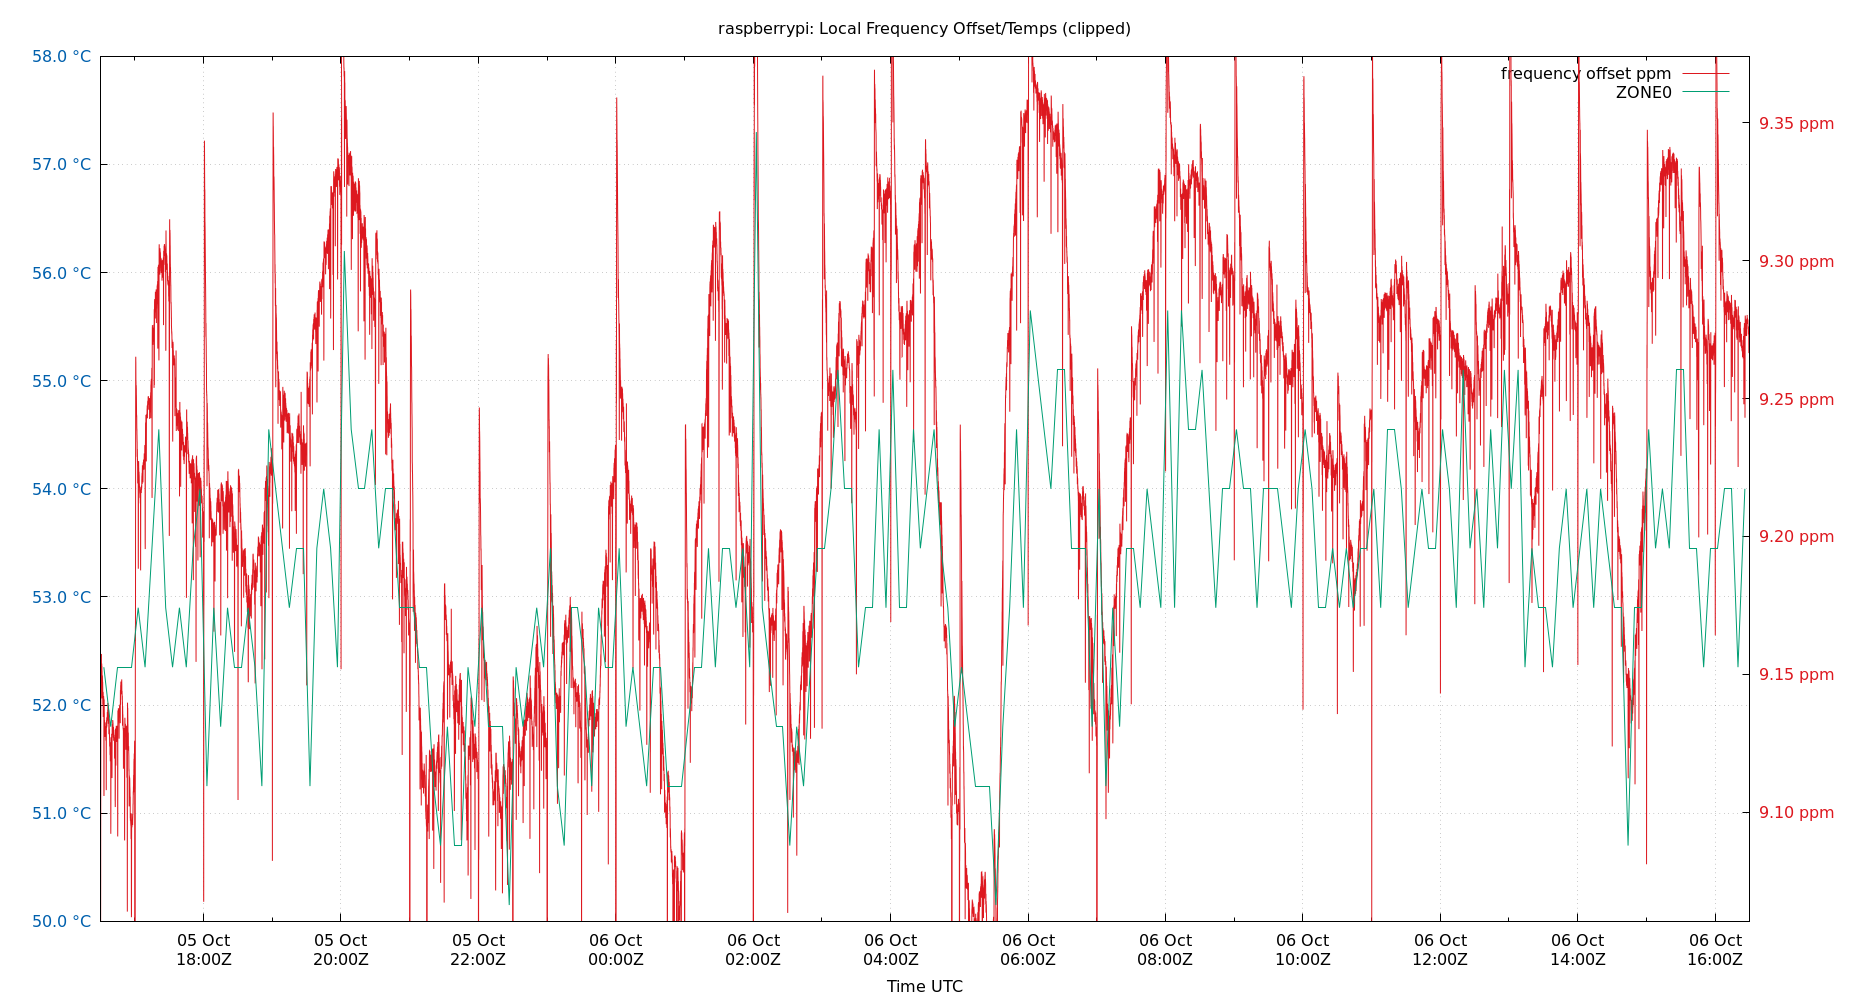 raspberrypi: Local Frequency Offset/Temps (clipped)
frequency offset ppm
ZONE0
58.0 °C
57.0 °C
56.0 °C
55.0 °C
54.0 °C
53.0 °C
52.0 °C
51.0 °C
50.0 °C
9.35 ppm
9.30 ppm
9.25 ppm
9.20 ppm
9.15 ppm
9.10 ppm
05 Oct
18:00Z
05 Oct
20:00Z
05 Oct
22:00Z
06 Oct
00:00Z
06 Oct
02:00Z
06 Oct
04:00Z
06 Oct
06:00Z
06 Oct
08:00Z
06 Oct
10:00Z
06 Oct
12:00Z
06 Oct
14:00Z
06 Oct
16:00Z
Time UTC